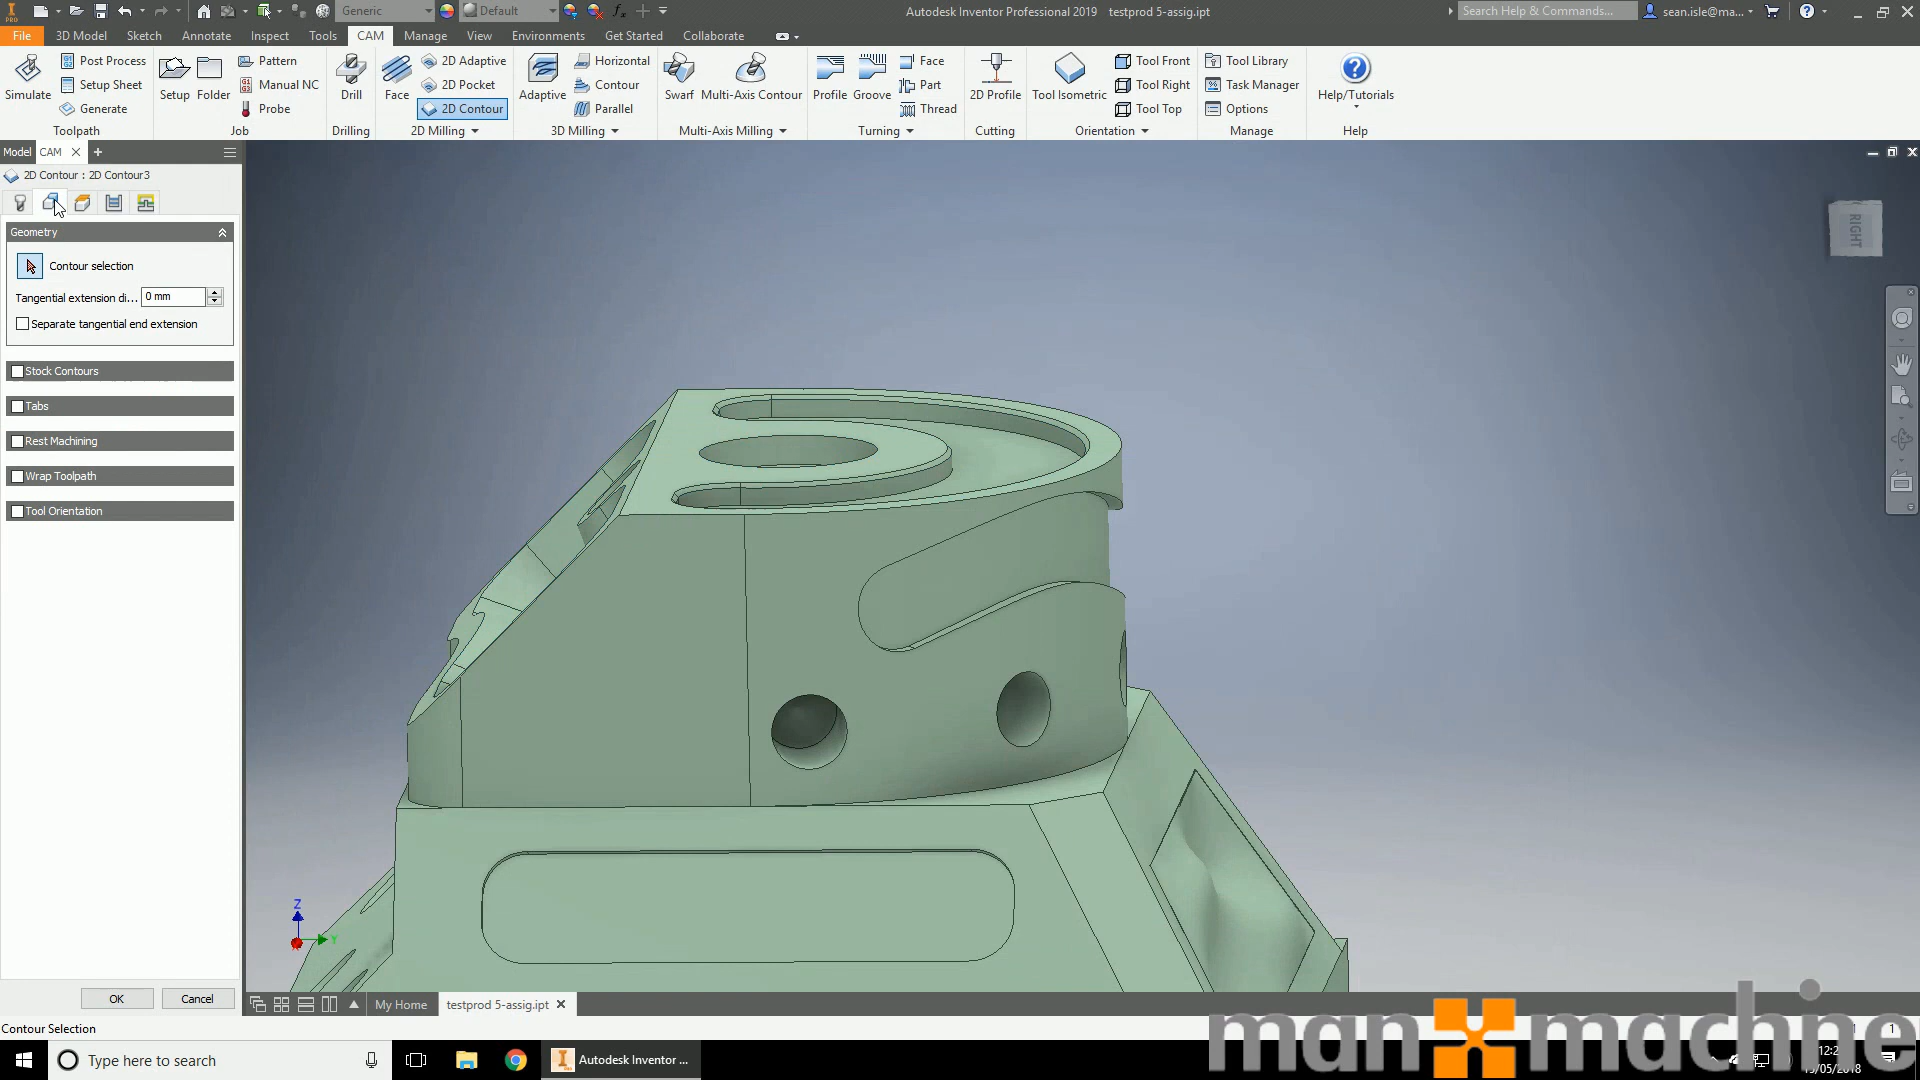 Generic
Default
Autodesk Inventor Professional 2019 testprod 5-assig.ipt
Search Help & Commands...
sean.isle@ma...
File 3D Model Sketch Annotate Inspect Tools CAM Manage View Environments Get Started Collaborate
Simulate
Post Process
Setup Sheet
Generate
Toolpath
Setup
Folder
Pattern
Manual NC
Probe
Job
Drill
Drilling
Face
2D Adaptive
2D Pocket
2D Contour
2D Milling
Adaptive
Horizontal
Contour
Parallel
3D Milling
Swarf
Multi-Axis Contour
Multi-Axis Milling
Profile
Groove
Face
Part
Thread
Turning
2D Profile
Cutting
Tool Isometric
Tool Front
Tool Right
Tool Top
Orientation
Tool Library
Task Manager
Options
Manage
Help/Tutorials
Help
Model CAM
2D Contour : 2D Contour3
Geometry
Contour selection
Tangential extension di... 0 mm
Separate tangential end extension
Stock Contours
Tabs
Rest Machining
Wrap Toolpath
Tool Orientation
OK Cancel
RIGHT
Z
Y
My Home testprod 5-assig.ipt
Contour Selection
1
man machine
Type here to search
Autodesk Inventor ...